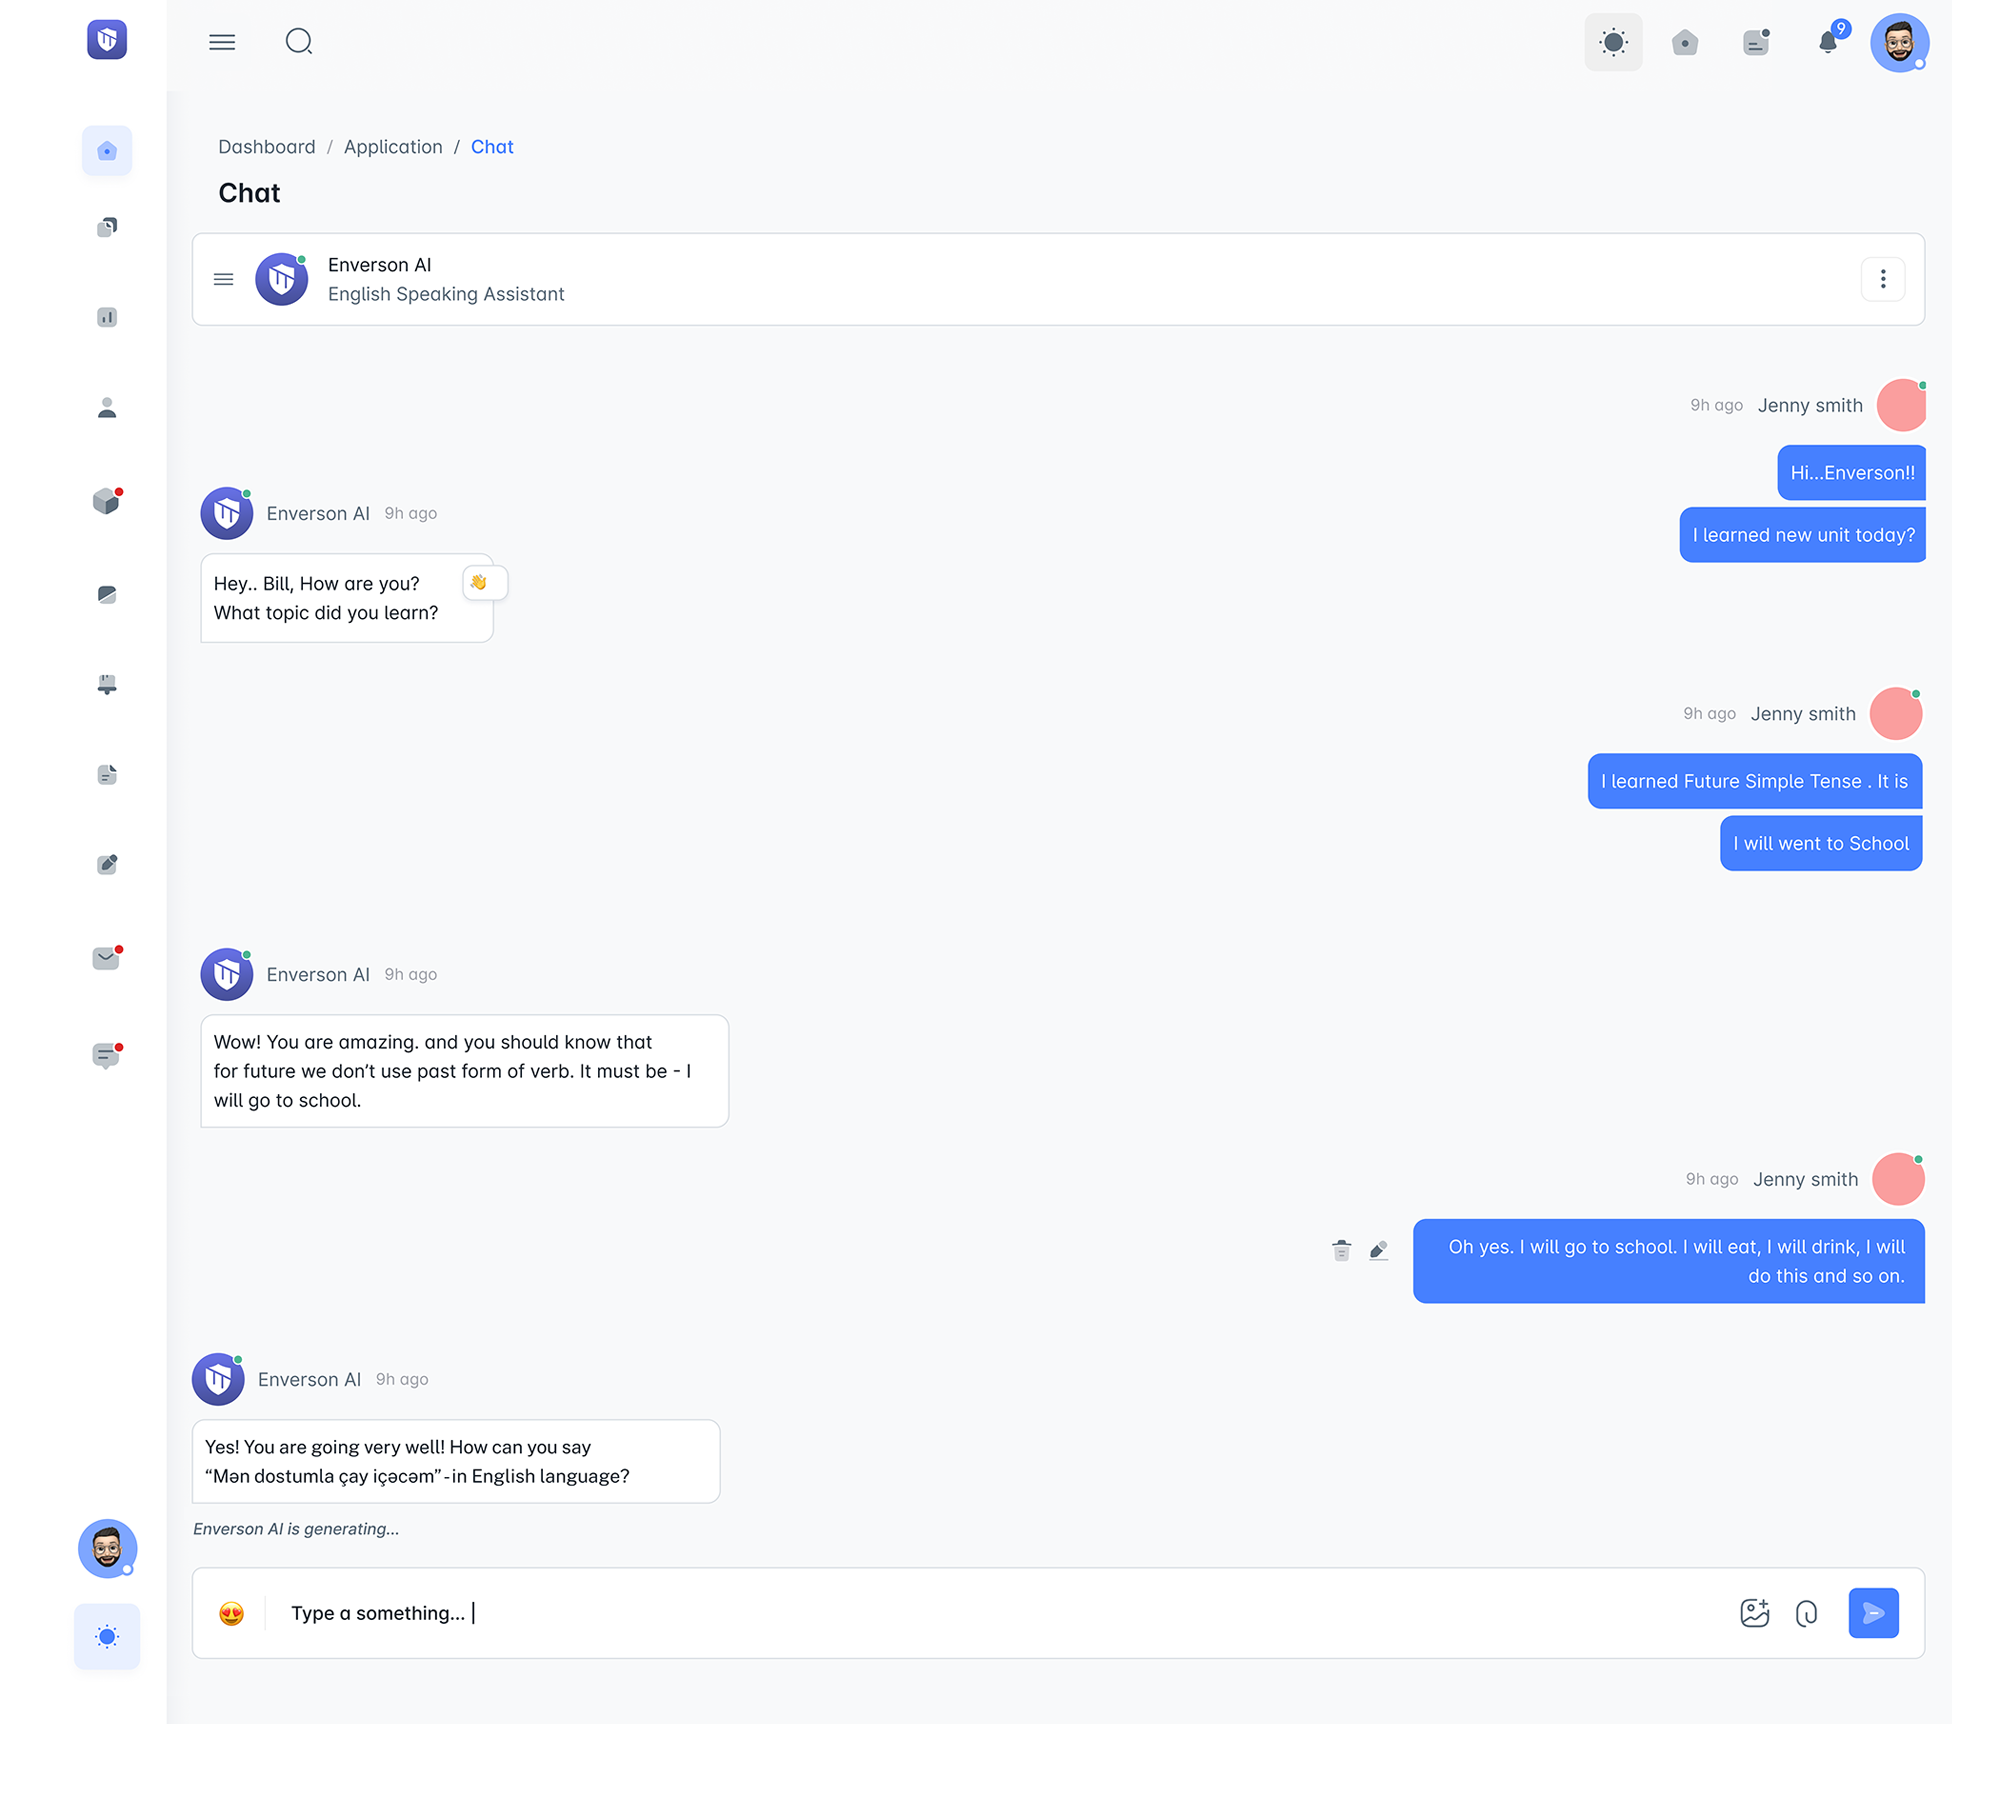 9
Dashboard / Application / Chat
Chat
Enverson AI
English Speaking Assistant
9h ago Jenny smith
Hi...Enverson!!
I learned new unit today?
Enverson AI 9h ago
Hey.. Bill, How are you?
What topic did you learn?
9h ago Jenny smith
I learned Future Simple Tense . It is
I will went to School
Enverson AI 9h ago
Wow! You are amazing. and you should know that
for future we don’t use past form of verb. It must be - I
will go to school.
9h ago Jenny smith
Oh yes. I will go to school. I will eat, I will drink, I will
do this and so on.
Enverson AI 9h ago
Yes! You are going very well! How can you say
“Mən dostumla çay içəcəm”-in English language?
Enverson AI is generating...
Type a something...